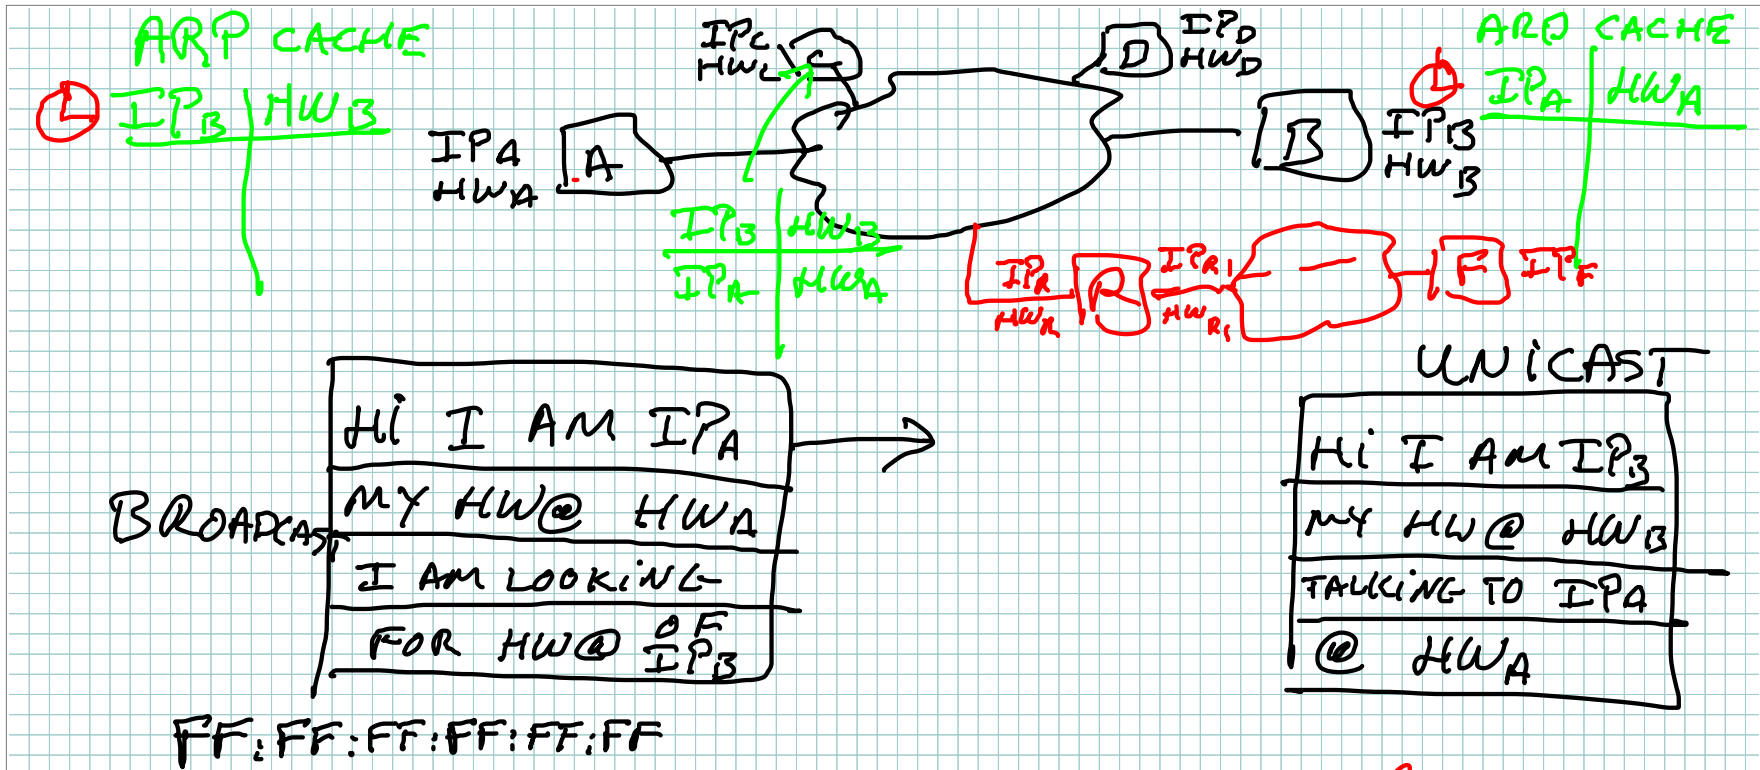 ARP CACHE
IPB HWB
IPA
HWA
A
IPC
HWC
C
D
IPD
HWD
B
IPB
HWB
ARP CACHE
IPA HWA
IPB HWB
IPA HWA
IPR
HWR
R
IPR1
HWR1
F
IPF
BROADCAST
Hi I AM IPA
MY HW@ HWA
I AM LOOKiNG
FOR HW@ OF IPB
FF:FF:FF:FF:FF:FF
UNiCAST
Hi I AM IPB
MY HW@ HWB
TALKiNG TO IPA
@ HWA